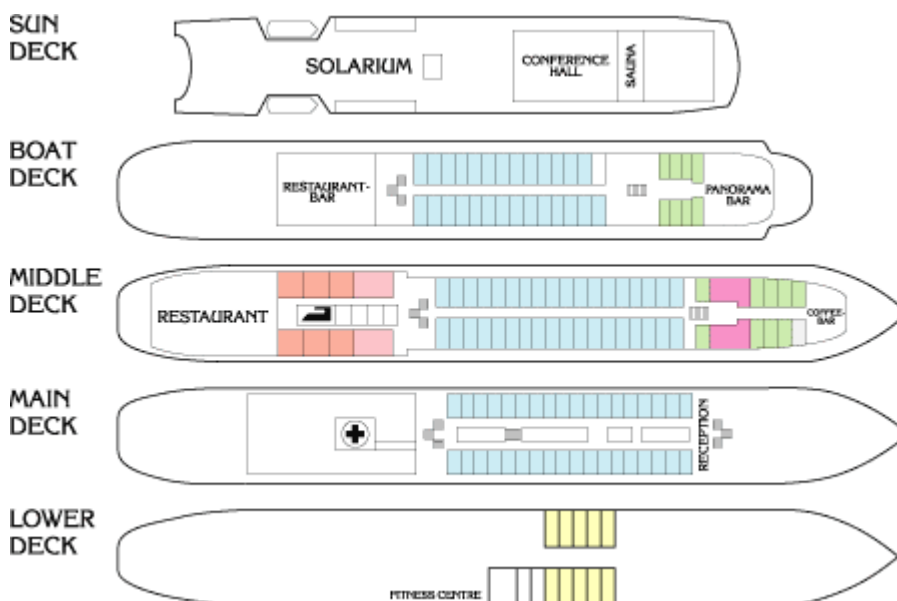 SUN
DECK
SOLARIUM
CONFERENCE
HALL
SAUNA
BOAT
DECK
RESTAURANT-
BAR
PANORAMA
BAR
MIDDLE
DECK
RESTAURANT
COFFEE-
BAR
MAIN
DECK
RECEPTION
LOWER
DECK
FITNESS CENTRE